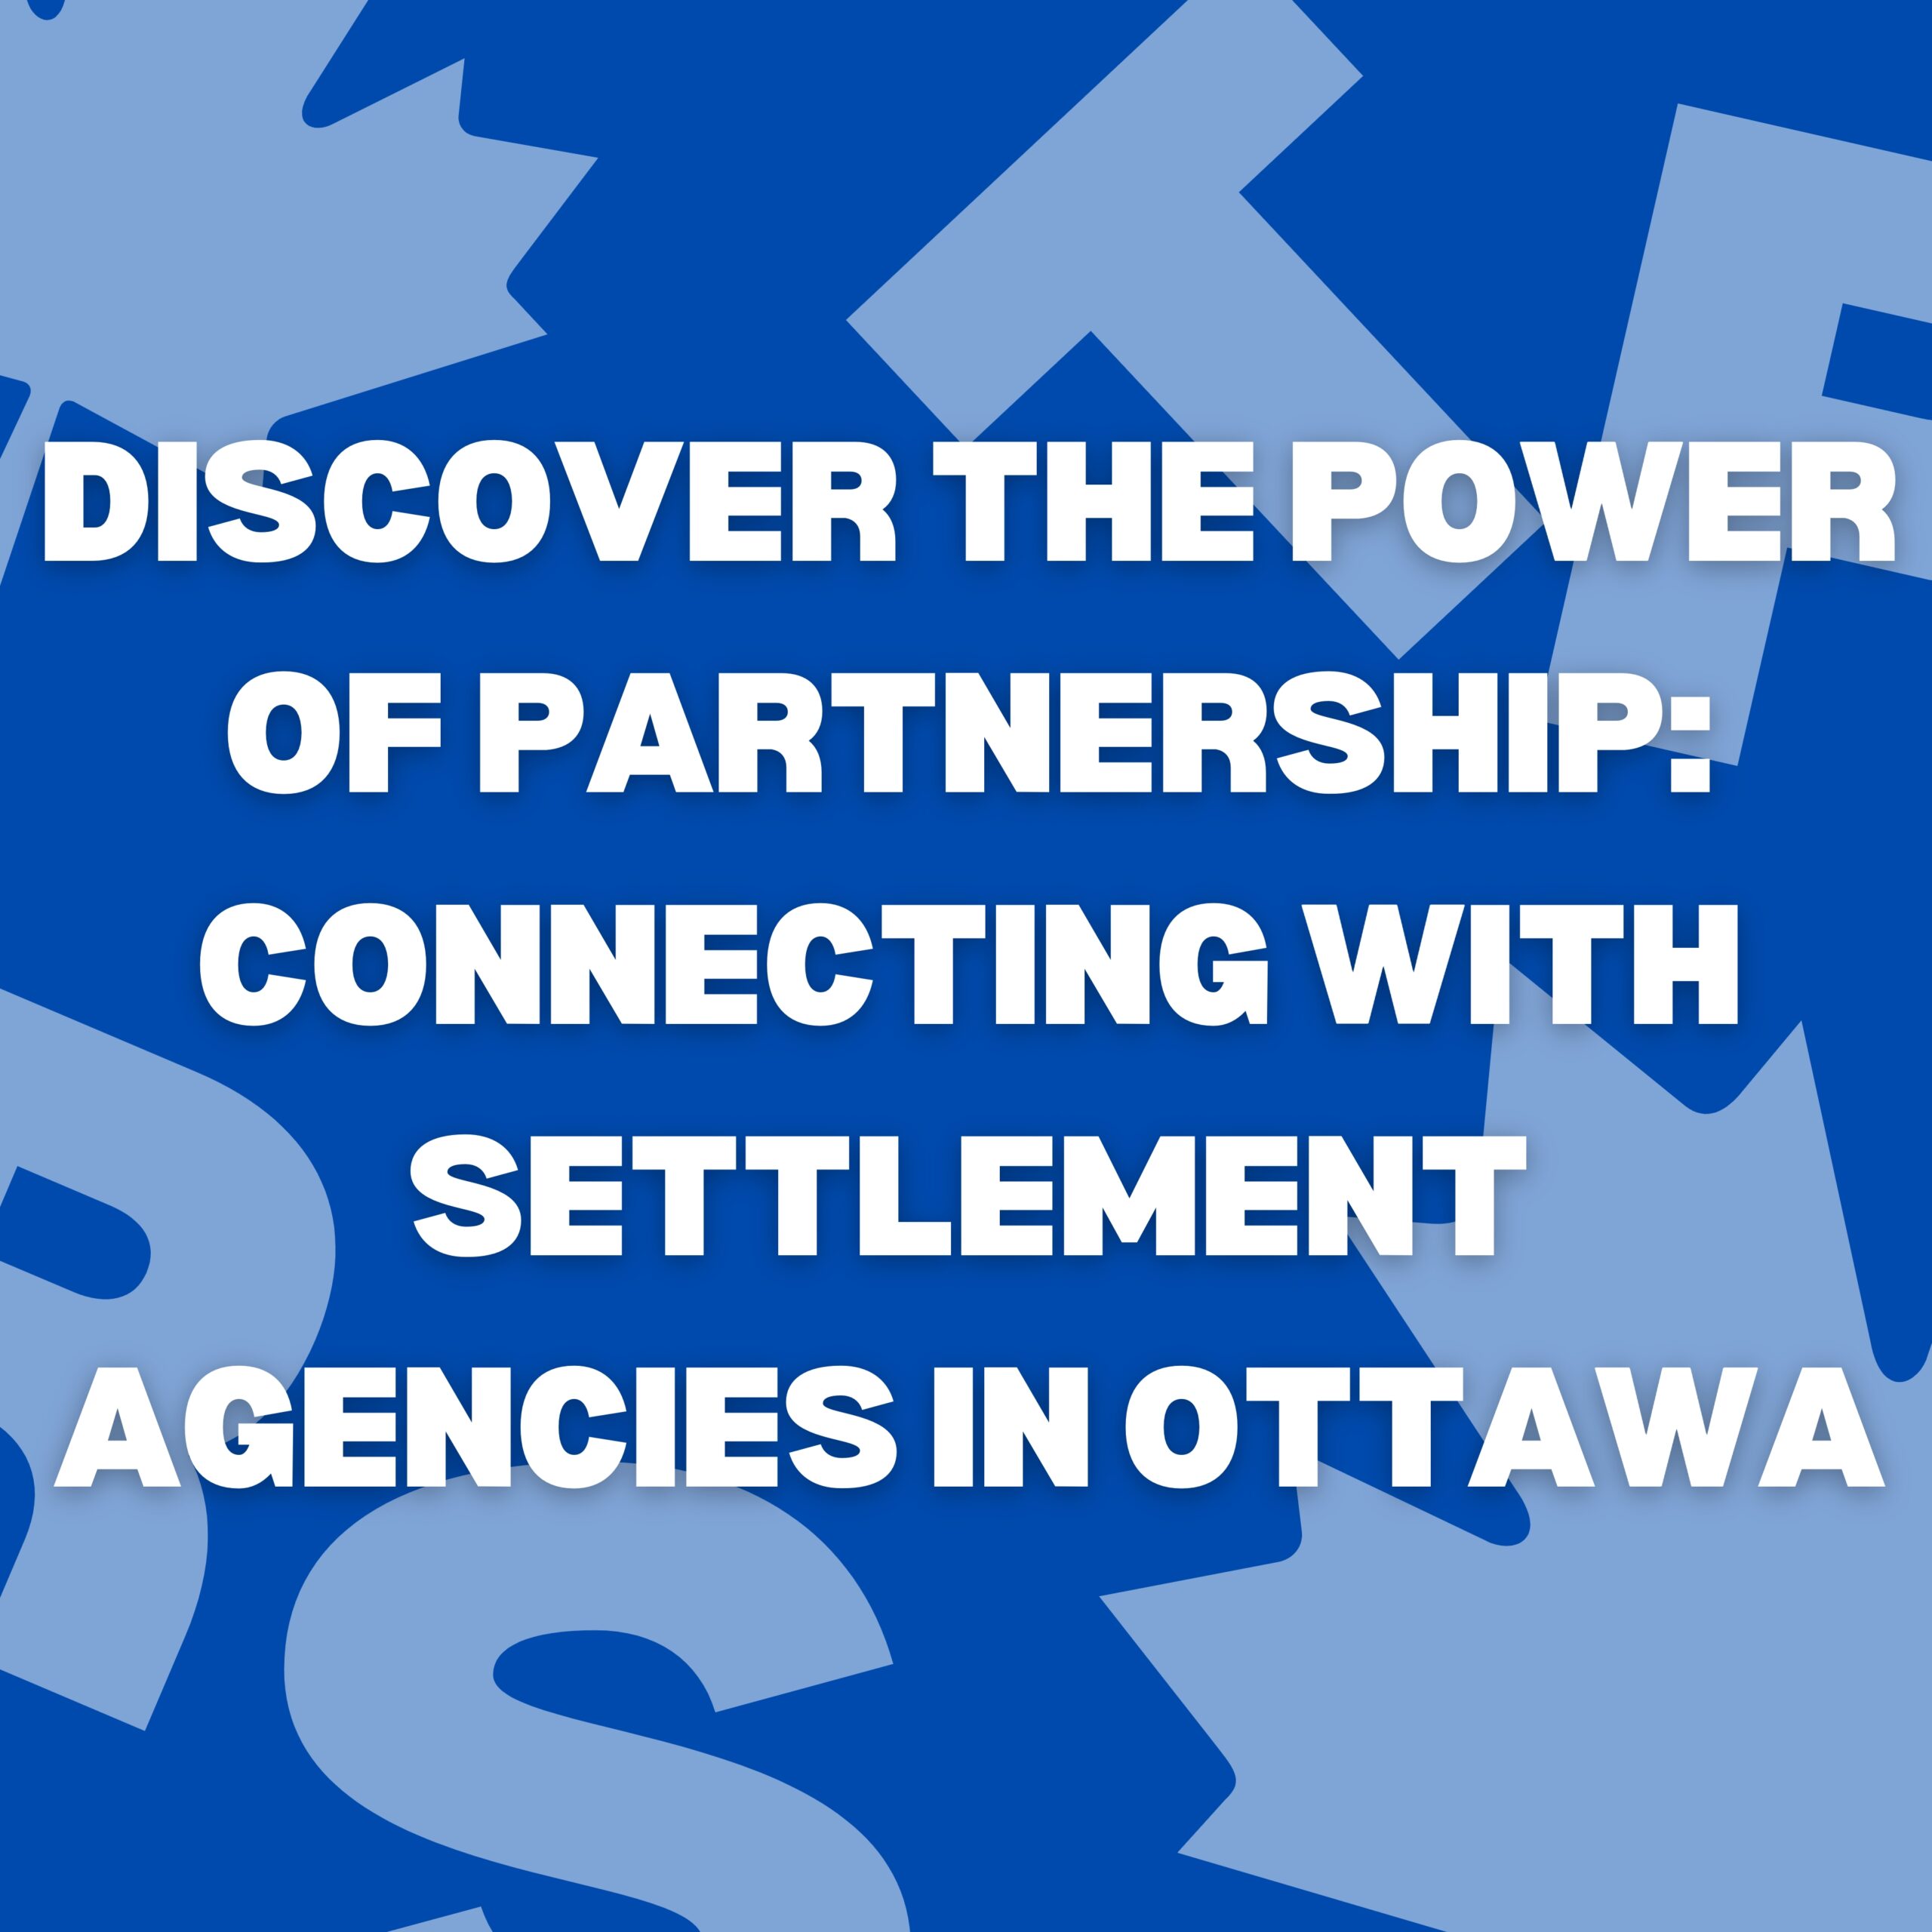 DISCOVER THE POWER
OF PARTNERSHIP:
CONNECTING WITH
SETTLEMENT
AGENCIES IN OTTAWA